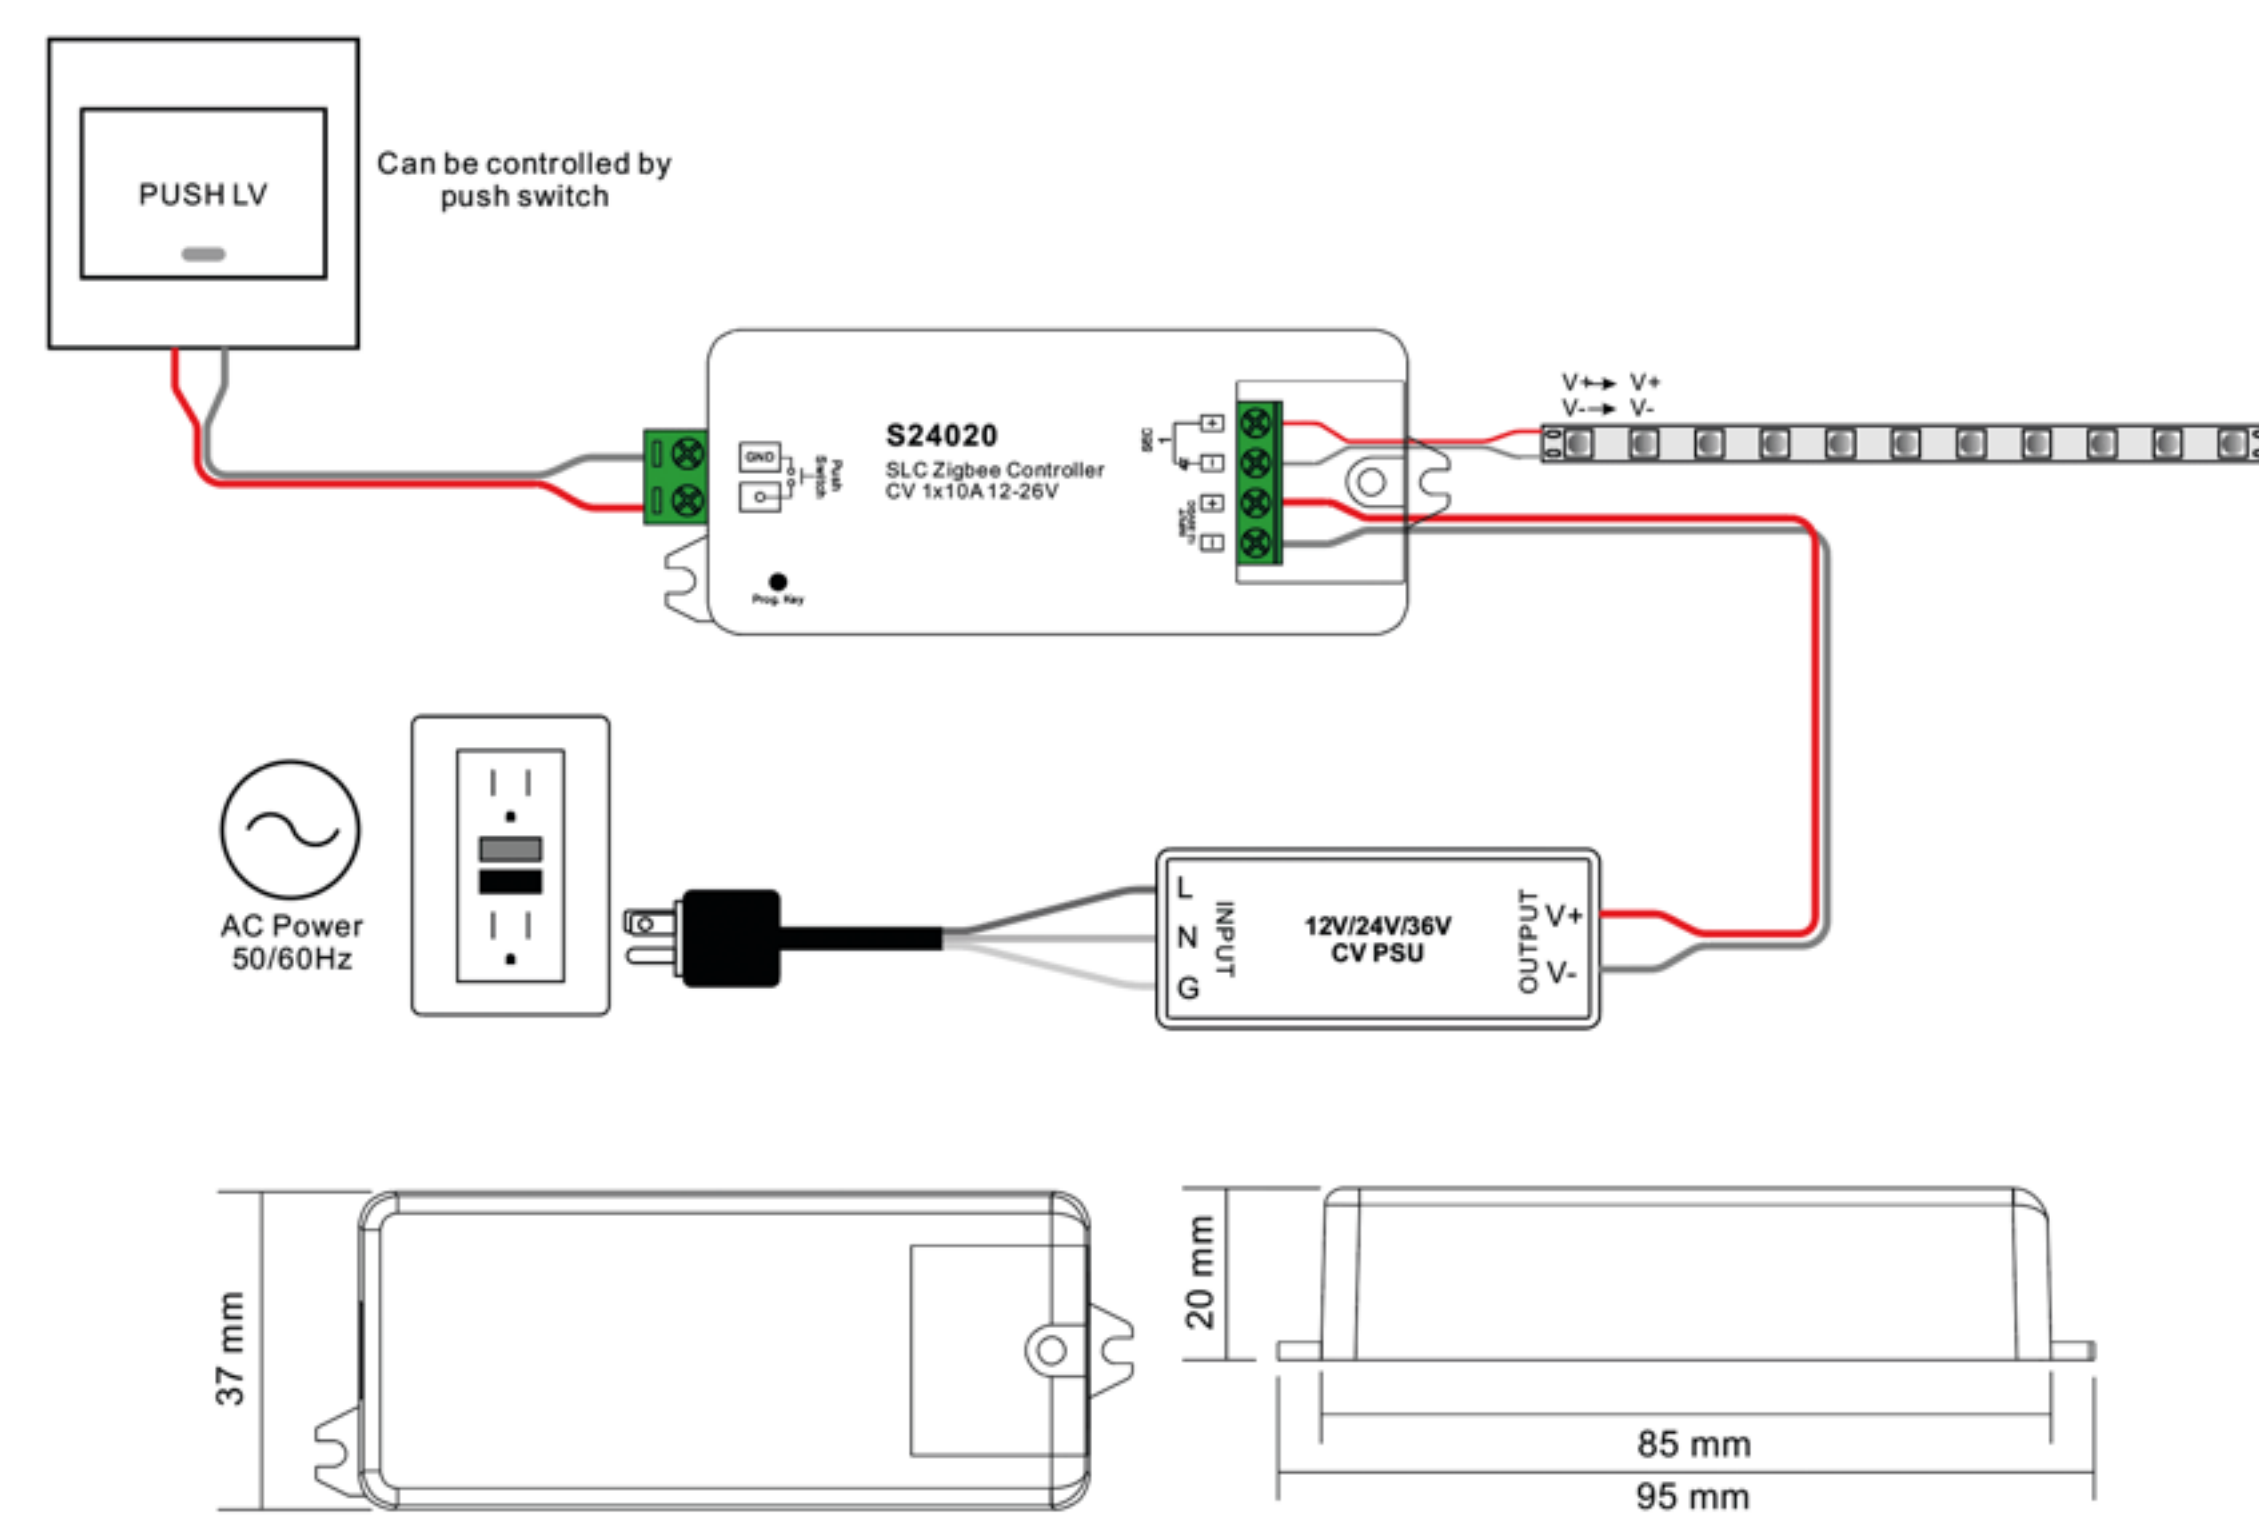 PUSH LV
Can be controlled by
push switch
S24020
SLC Zigbee Controller
CV 1x10A 12-26V
GND
Push
Switch
Prog. Key
SEC
1
+
-
+
-
V+ V+
V- V-
AC Power
50/60Hz
L
N
G
INPUT
12V/24V/36V
CV PSU
OUTPUT
V+
V-
37 mm
20 mm
85 mm
95 mm